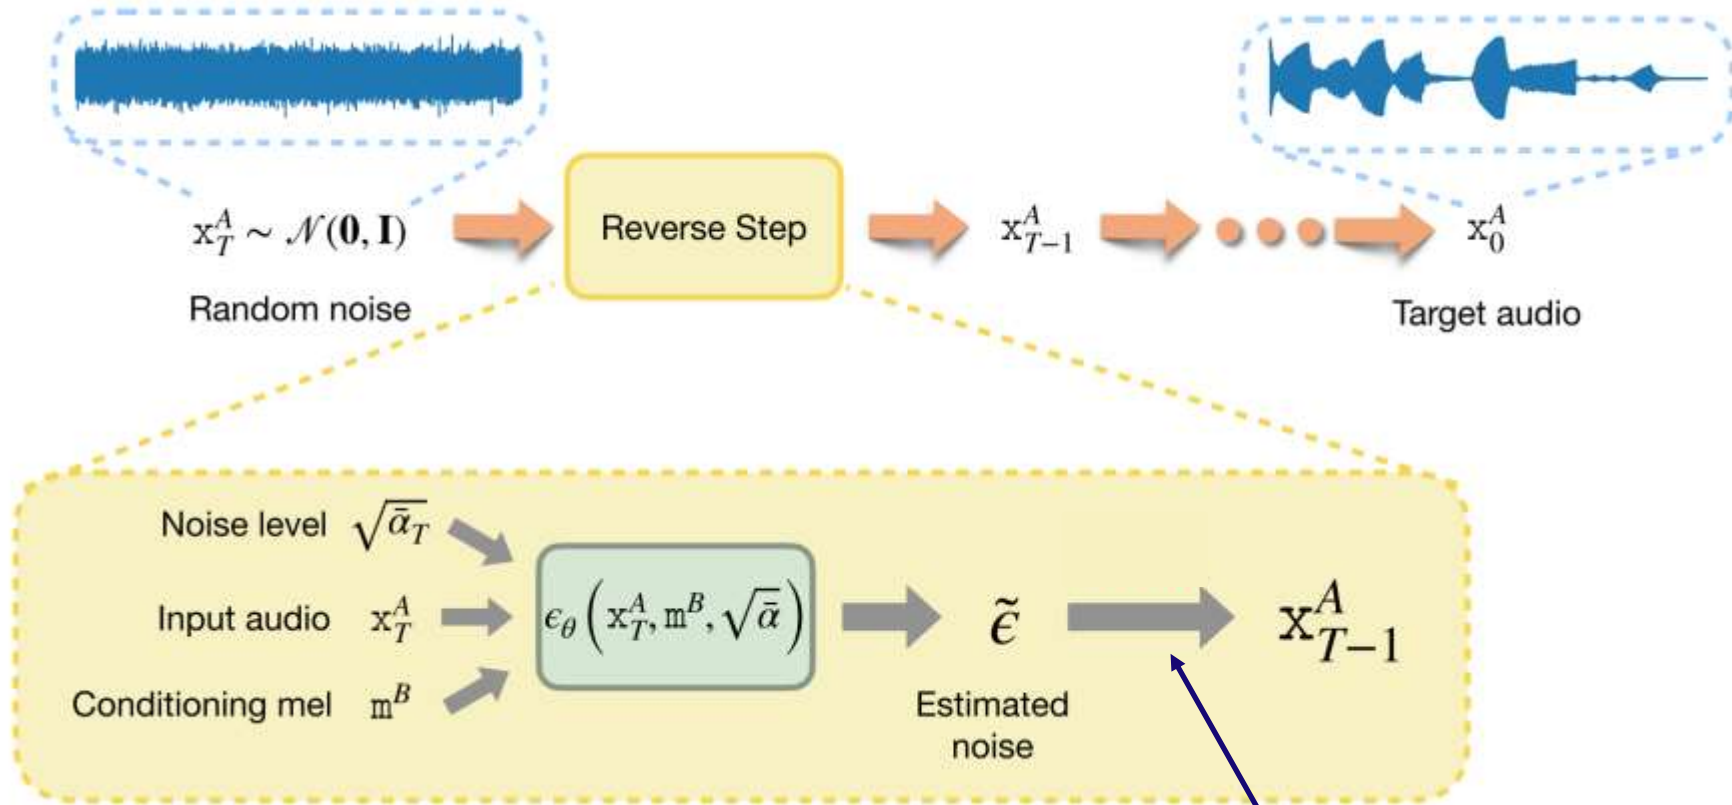 x_T^A ∼ 𝒩(𝟎, 𝐈)
Reverse Step
x_{T−1}^A
x_0^A
Random noise
Target audio
Noise level √ᾱ_T
Input audio x_T^A
Conditioning mel m^B
ϵ_θ(x_T^A, m^B, √ᾱ)
ϵ̃
x_{T−1}^A
Estimated
noise